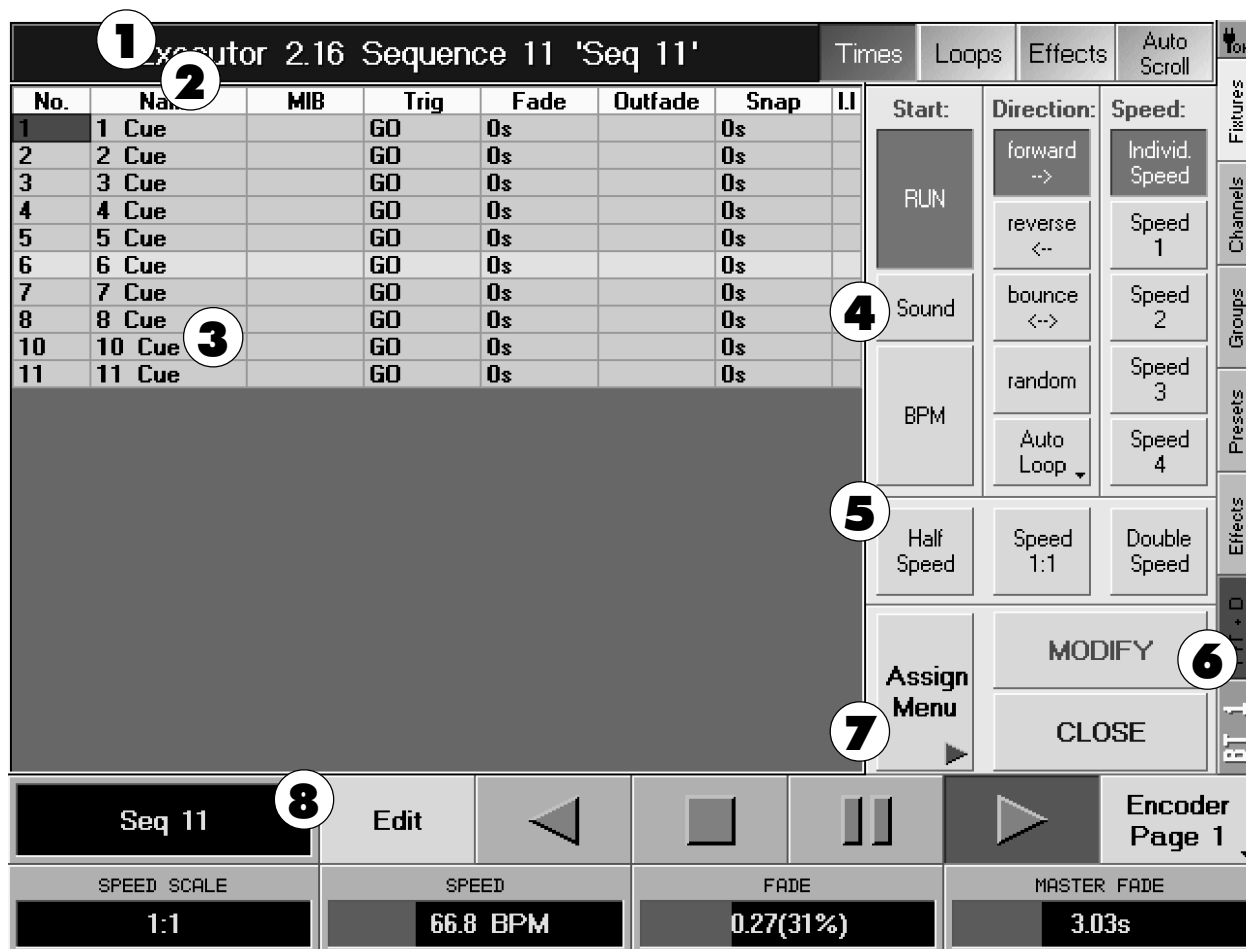 1
Executor 2.16 Sequence 11 'Seq 11'
Times
Loops
Effects
Auto
Scroll
2
No. MIB Trig Fade Outfade Snap
1 1 Cue GO 0s 0s
2 2 Cue GO 0s 0s
3 3 Cue GO 0s 0s
4 4 Cue GO 0s 0s
5 5 Cue GO 0s 0s
6 6 Cue GO 0s 0s
7 7 Cue GO 0s 0s
8 8 Cue GO 0s 0s
10 10 Cue GO 0s 0s
11 11 Cue GO 0s 0s
3
Start:
RUN
4
Sound
BPM
Direction:
forward
-->
reverse
<--
bounce
<-->
random
Auto
Loop
Speed:
Individ.
Speed
Speed
1
Speed
2
Speed
3
Speed
4
5
Half
Speed
Speed
1:1
Double
Speed
Assign
Menu
7
MODIFY
6
CLOSE
Fixtures
Channels
Groups
Presets
Effects
Seq 11
8
Edit
Encoder
Page 1
SPEED SCALE
1:1
SPEED
66.8 BPM
FADE
0.27(31%)
MASTER FADE
3.03s